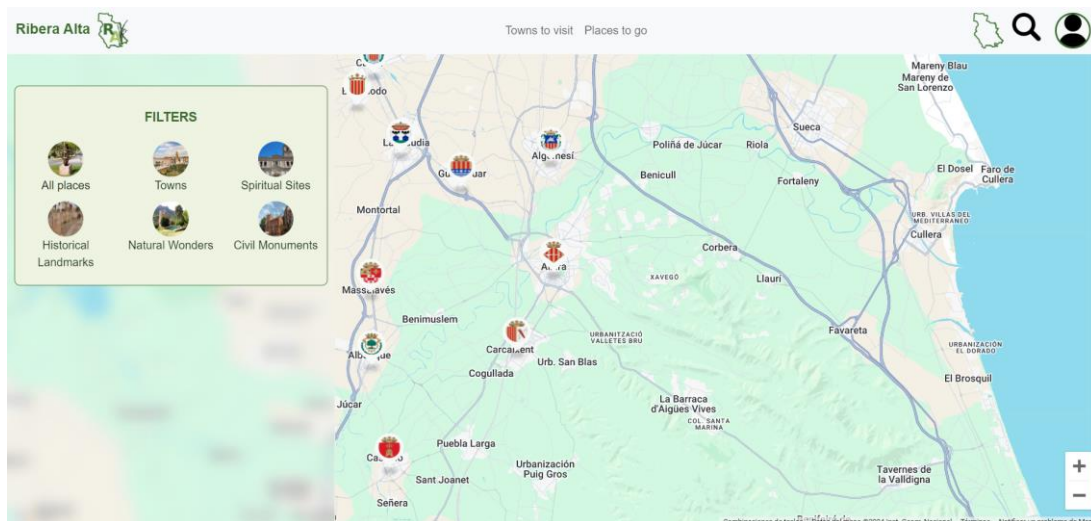 Ribera Alta
RA
Towns to visit Places to go
FILTERS
All places
Towns
Spiritual Sites
Historical
Landmarks
Natural Wonders
Civil Monuments
Mareny Blau
Mareny de
San Lorenzo
Sueca
Poliñá de Júcar
Riola
Benicull
Fortaleny
El Dosel
Faro de
Cullera
URB. VILLAS DEL
MEDITERRANEO
Cullera
Montortal
Corbera
XAVEGÓ
Llaurí
Benimuslem
URBANITZACIÓ
VALLETES BRU
Favareta
URBANIZACIÓN
EL DORADO
Urb. San Blas
Cogullada
El Brosquil
La Barraca
d'Aigües Vives
COL. SANTA
MARINA
Júcar
Puebla Larga
Urbanización
Puig Gros
Sant Joanet
Tavernes de
la Valldigna
Señera
+
−